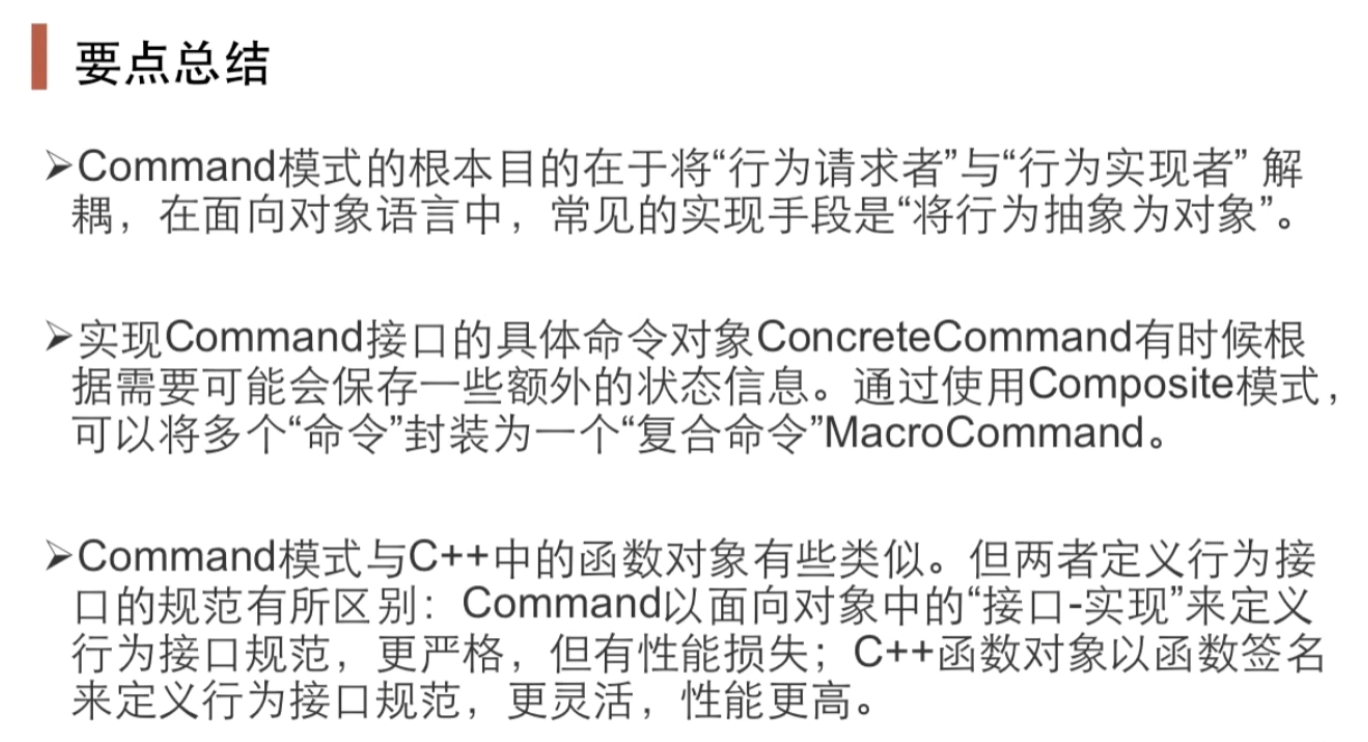 要点总结
➢Command模式的根本目的在于将“行为请求者”与“行为实现者” 解
耦，在面向对象语言中，常见的实现手段是“将行为抽象为对象”。
➢实现Command接口的具体命令对象ConcreteCommand有时候根
据需要可能会保存一些额外的状态信息。通过使用Composite模式，
可以将多个“命令”封装为一个“复合命令”MacroCommand。
➢Command模式与C++中的函数对象有些类似。但两者定义行为接
口的规范有所区别：Command以面向对象中的“接口-实现”来定义
行为接口规范，更严格，但有性能损失；C++函数对象以函数签名
来定义行为接口规范，更灵活，性能更高。